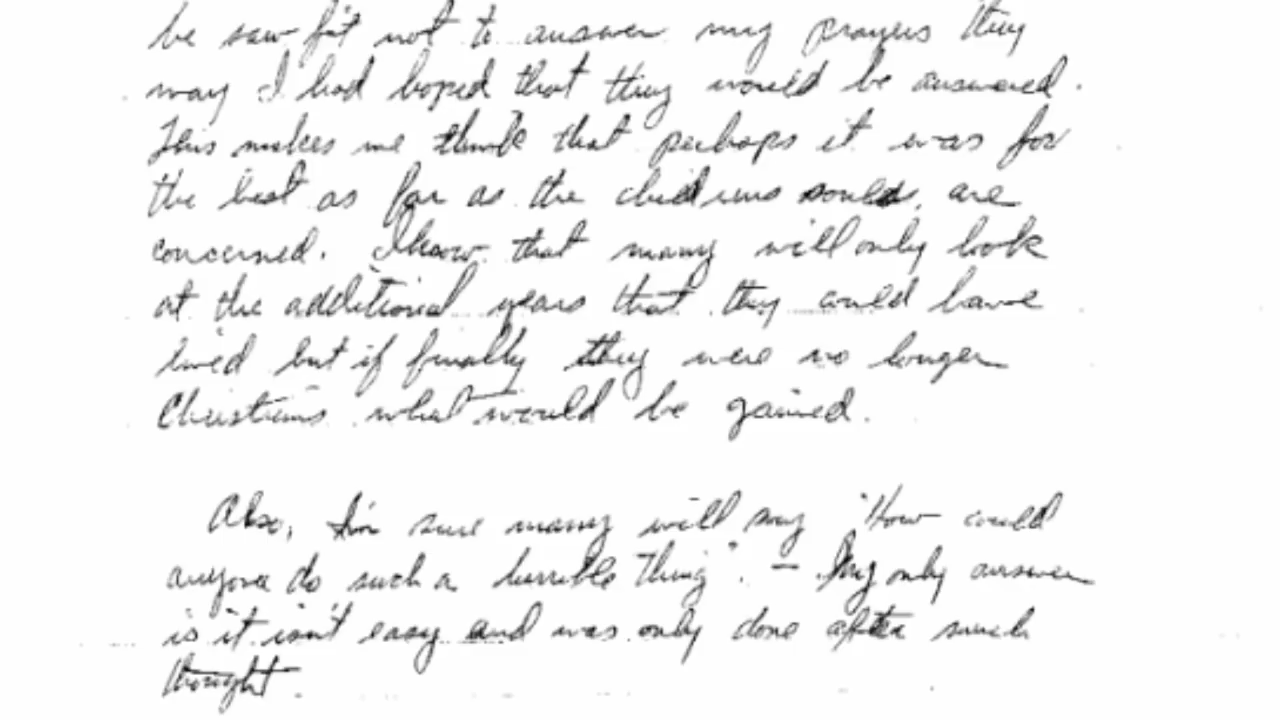 he saw fit not to answer my prayers they
way I had hoped that they would be answered.
This makes me think that perhaps it was for
the best as far as the childrens souls are
concerned. I know that many will only look
at the additional years that they could have
lived but if finally they were no longer
Christians what would be gained.
Also, I'm sure many will say "How could
anyone do such a horrible thing". - My only answer
is it isn't easy and was only done after much
thought.